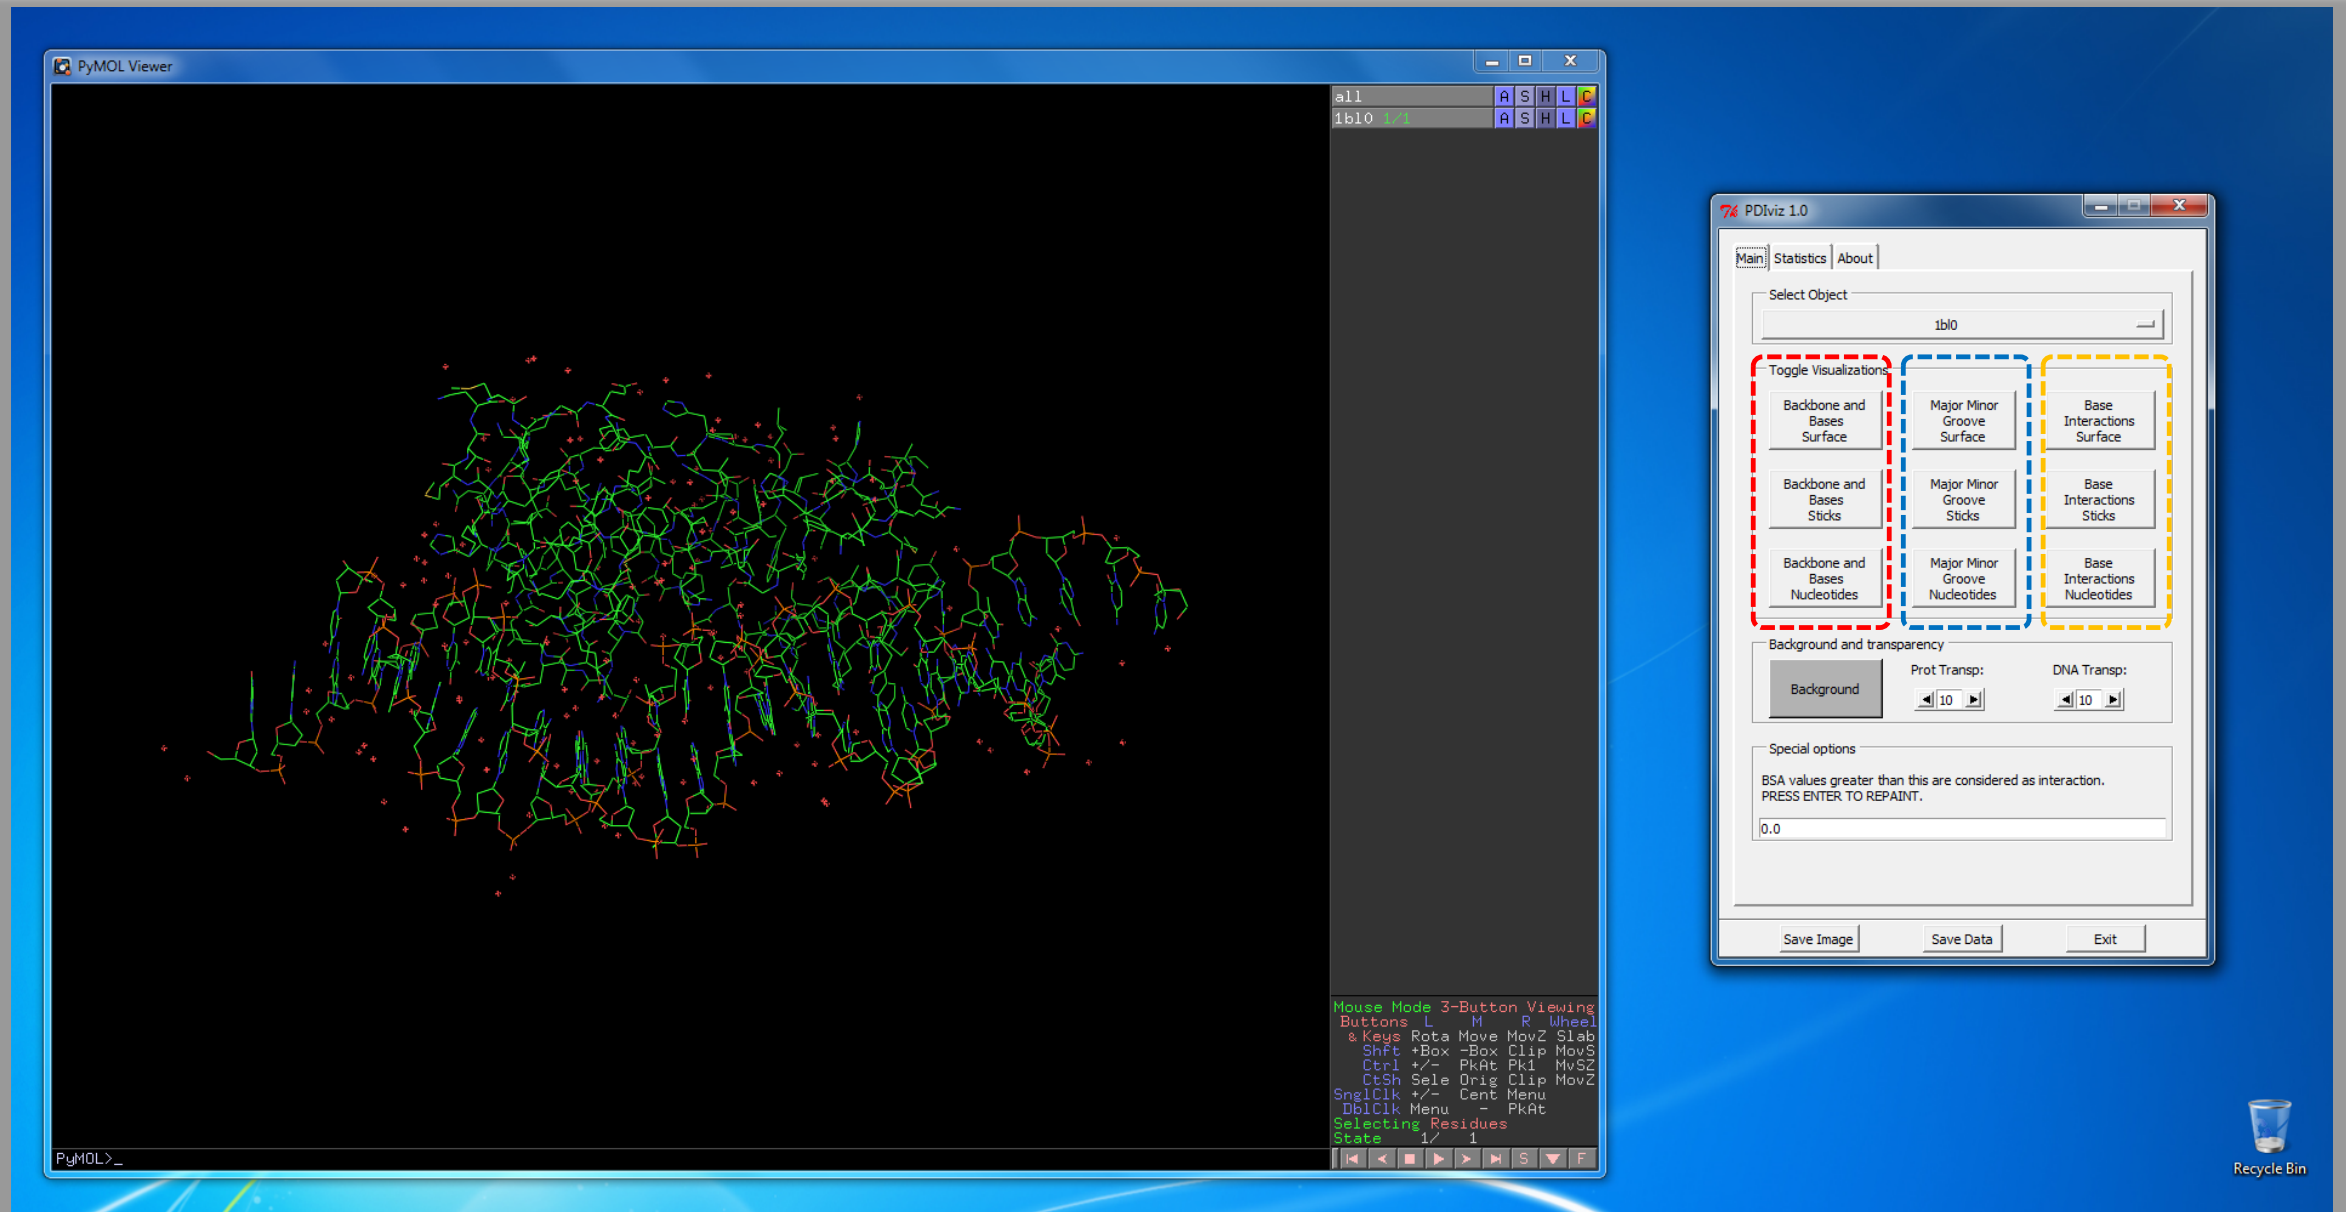 PyMOL Viewer
all A S H L C
1bl0 1/1 A S H L C
Mouse Mode 3-Button Viewing
Buttons L M R Wheel
& Keys Rota Move MovZ Slab
Shft +Box -Box Clip MovS
Ctrl +/- PkAt Pk1 MvSZ
CtSh Sele Orig Clip MovZ
SnglClk +/- Cent Menu
DblClk Menu - PkAt
Selecting Residues
State 1/ 1
S F
PyMOL>_
PDIviz 1.0
Main Statistics About
Select Object
1bl0
Toggle Visualizations
Backbone and
Bases
Surface
Major Minor
Groove
Surface
Base
Interactions
Surface
Backbone and
Bases
Sticks
Major Minor
Groove
Sticks
Base
Interactions
Sticks
Backbone and
Bases
Nucleotides
Major Minor
Groove
Nucleotides
Base
Interactions
Nucleotides
Background and transparency
Background
Prot Transp:
10
DNA Transp:
10
Special options
BSA values greater than this are considered as interaction.
PRESS ENTER TO REPAINT.
0.0
Save Image Save Data Exit
Recycle Bin